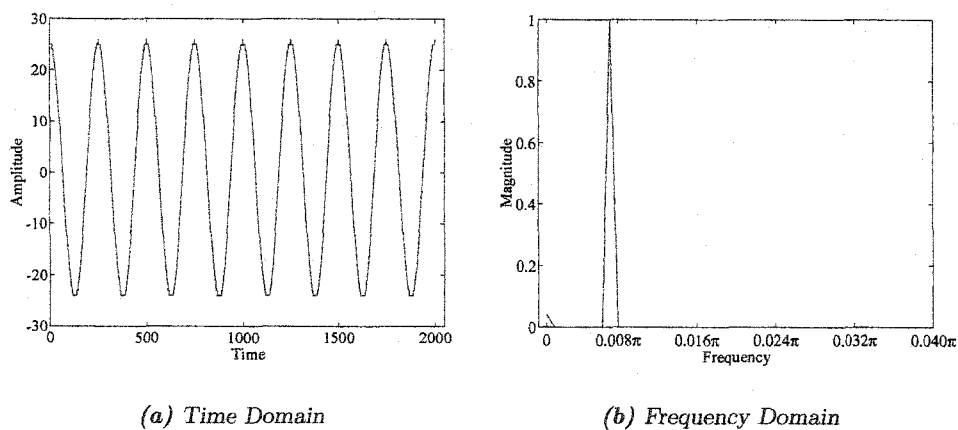 30
20
10
0
-10
-20
-30
Amplitude
0
500
1000
1500
2000
Time
1
0.8
0.6
0.4
0.2
0
Magnitude
0
0.008π
0.016π
0.024π
0.032π
0.040π
Frequency
(a) Time Domain
(b) Frequency Domain